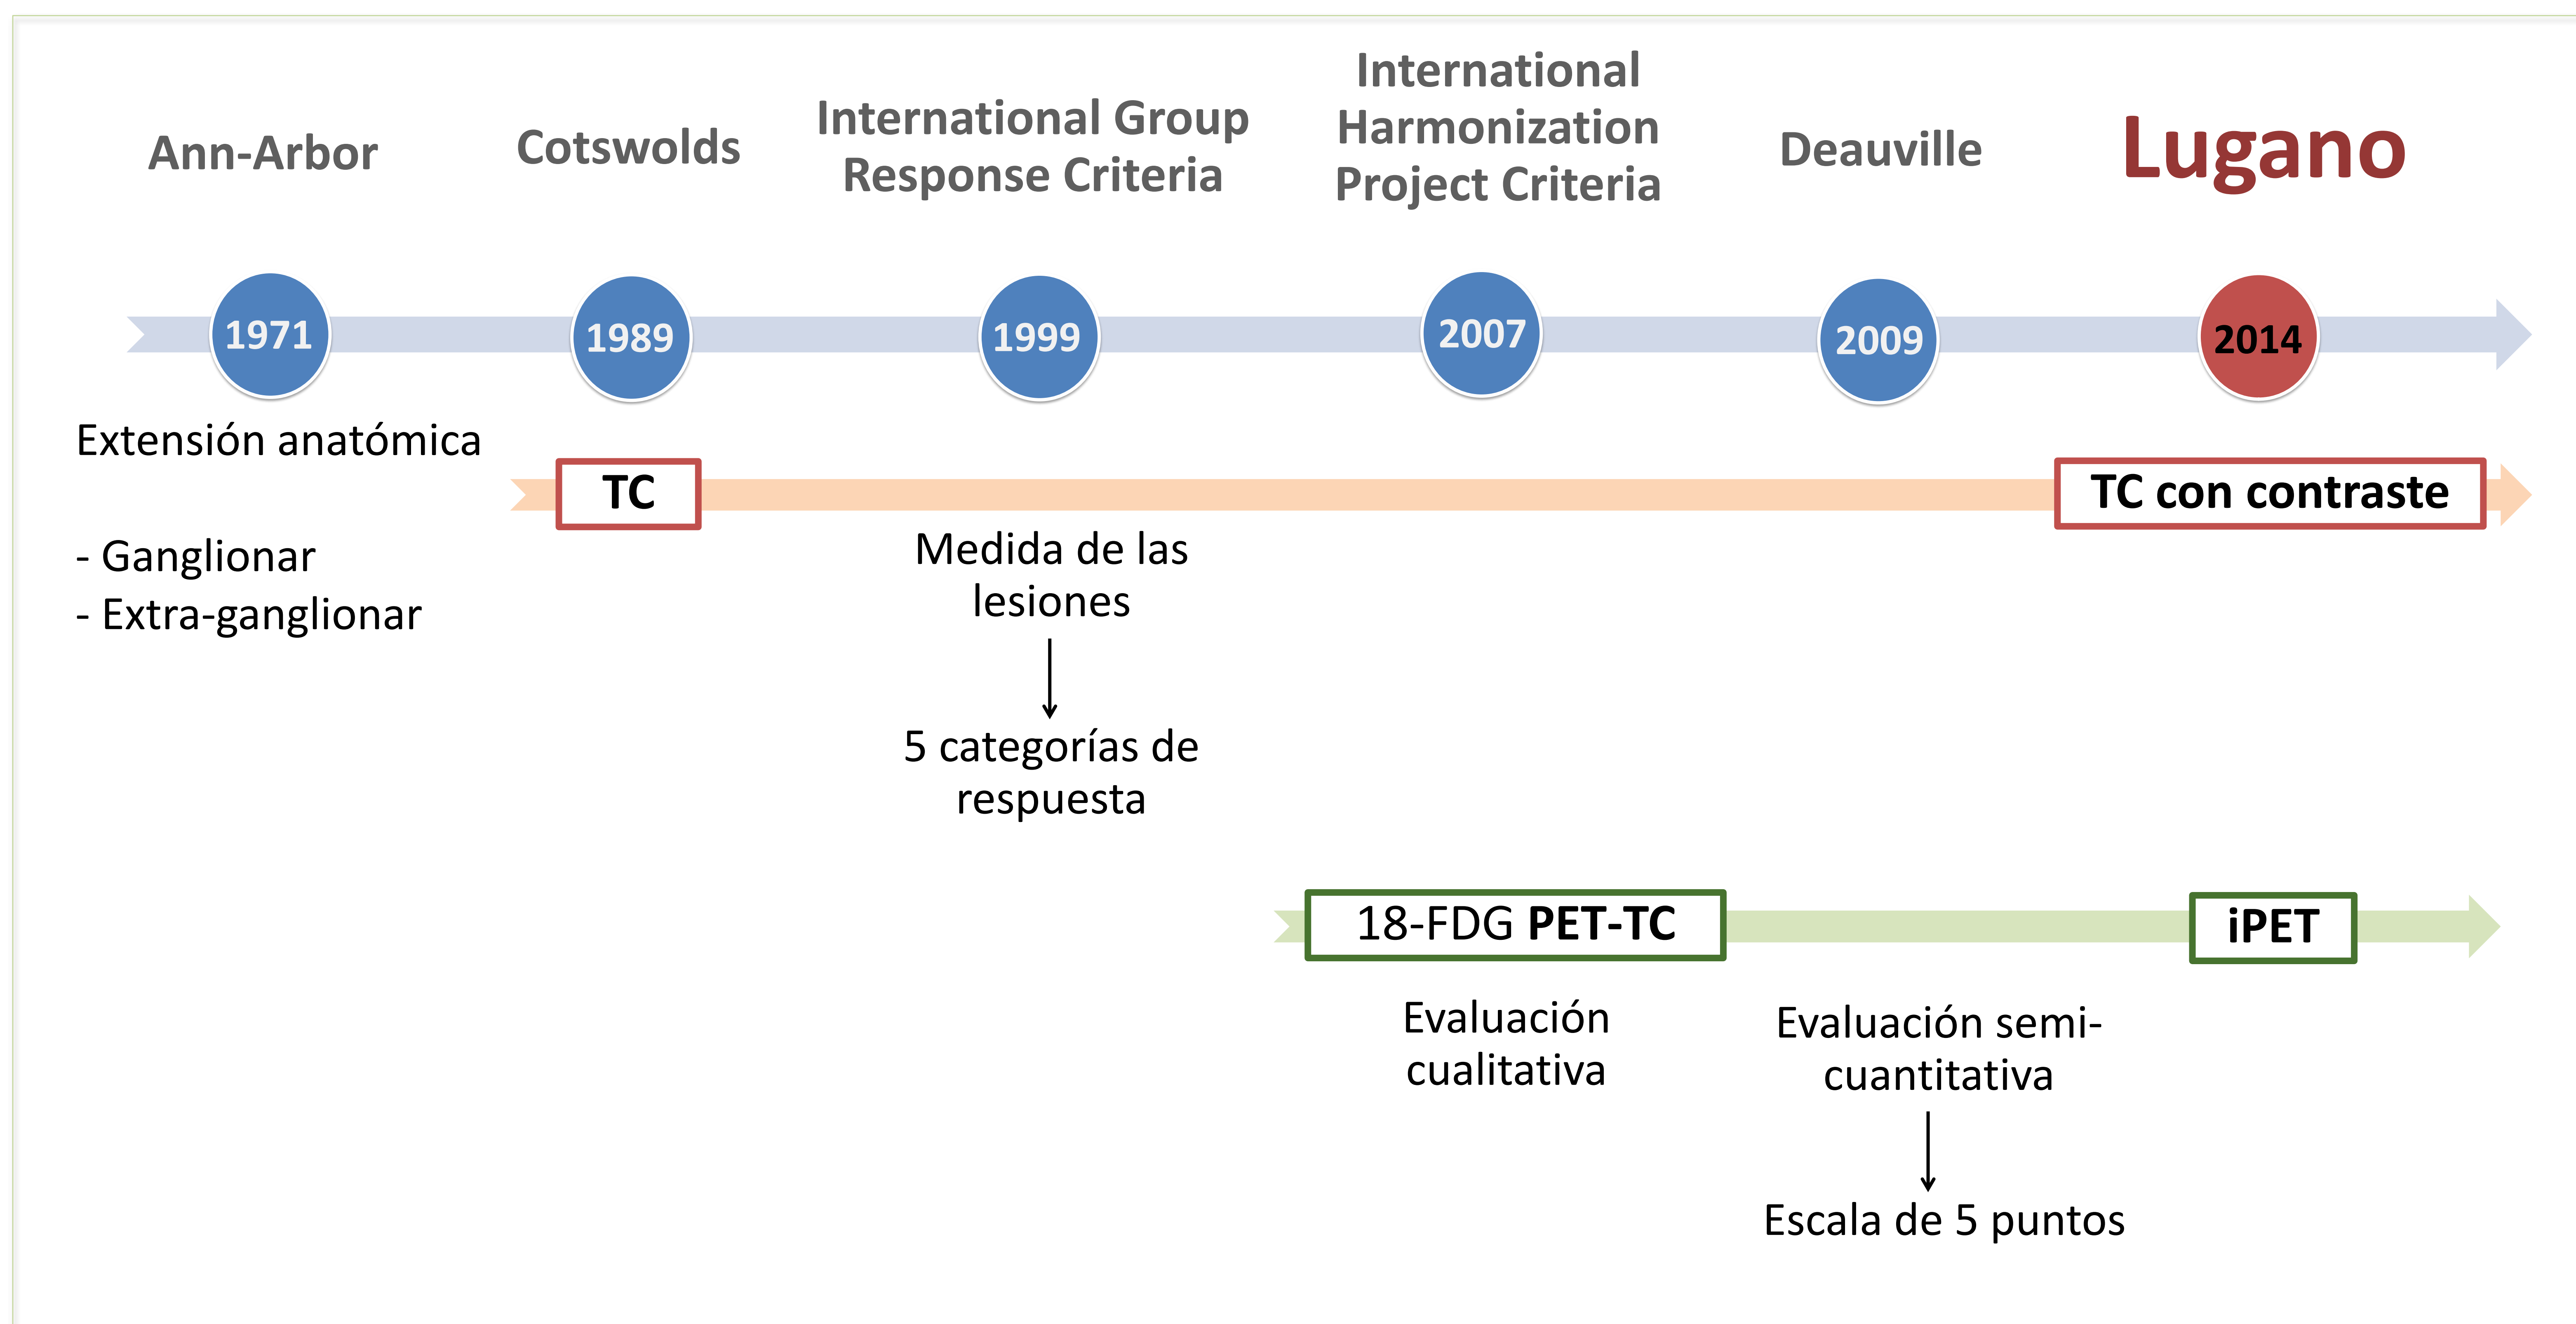 Ann-Arbor
Cotswolds
International Group
Response Criteria
International
Harmonization
Project Criteria
Deauville
Lugano
1971
1989
1999
2007
2009
2014
Extensión anatómica
- Ganglionar
- Extra-ganglionar
TC
TC con contraste
Medida de las
lesiones
5 categorías de
respuesta
18-FDG PET-TC
iPET
Evaluación
cualitativa
Evaluación semi-
cuantitativa
Escala de 5 puntos